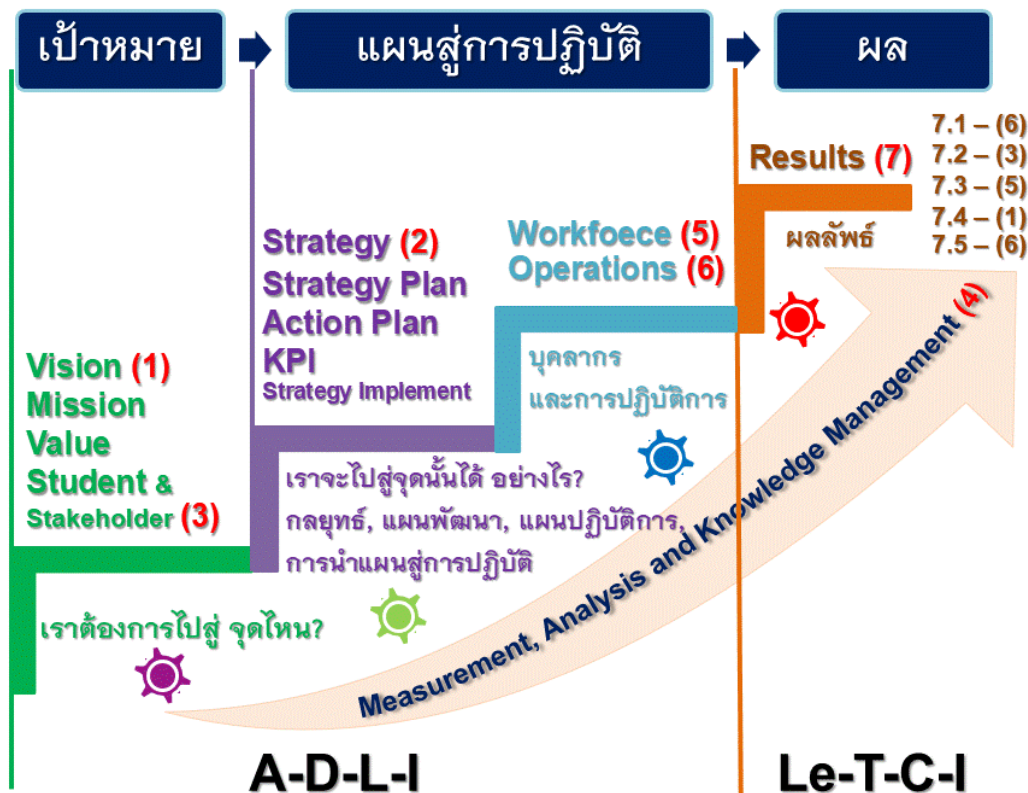 เป้าหมาย
แผนสู่การปฏิบัติ
ผล
Vision (1)
Mission
Value
Student &
Stakeholder (3)
เราต้องการไปสู่ จุดไหน?
Strategy (2)
Strategy Plan
Action Plan
KPI
Strategy Implement
เราจะไปสู่จุดนั้นได้ อย่างไร?
กลยุทธ์, แผนพัฒนา, แผนปฏิบัติการ,
การนำแผนสู่การปฏิบัติ
Workfoece (5)
Operations (6)
บุคลากร
และการปฏิบัติการ
Results (7)
ผลลัพธ์
7.1 – (6)
7.2 – (3)
7.3 – (5)
7.4 – (1)
7.5 – (6)
Measurement, Analysis and Knowledge Management (4)
A-D-L-I
Le-T-C-I